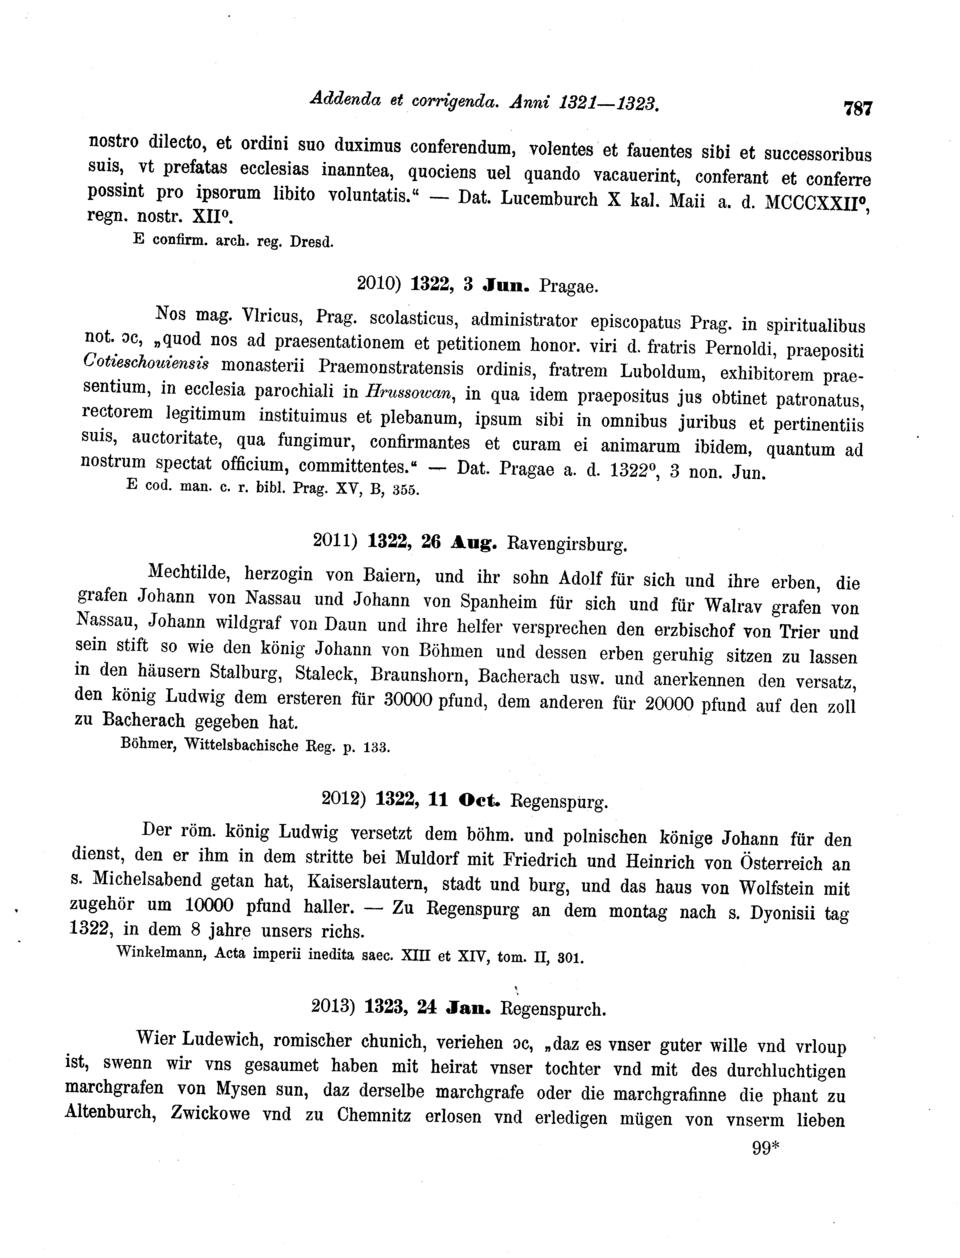 Addenda et corrigenda. Anni 1321—1323. 787
nostro dilecto, et ordini suo duximus conferendum, volentes et fauentes sibi et successoribus
suis, vt prefatas ecclesias inanntea, quociens uel quando vacauerint, conferant et conferre
possint pro ipsorum libito voluntatis.“ — Dat. Lucemburch X kal. Maii a. d. MCCCXXII⁰,
regn. nostr. XII⁰.
E confirm. arch. reg. Dresd.
2010) 1322, 3 Jun. Pragae.
Nos mag. Vlricus, Prag. scolasticus, administrator episcopatus Prag. in spiritualibus
not. ɔc, „quod nos ad praesentationem et petitionem honor. viri d. fratris Pernoldi, praepositi
Cotieschouiensis monasterii Praemonstratensis ordinis, fratrem Luboldum, exhibitorem prae-
sentium, in ecclesia parochiali in Hrussowan, in qua idem praepositus jus obtinet patronatus,
rectorem legitimum instituimus et plebanum, ipsum sibi in omnibus juribus et pertinentiis
suis, auctoritate, qua fungimur, confirmantes et curam ei animarum ibidem, quantum ad
nostrum spectat officium, committentes.“ — Dat. Pragae a. d. 1322⁰, 3 non. Jun.
E cod. man. c. r. bibl. Prag. XV, B, 355.
2011) 1322, 26 Aug. Ravengirsburg.
Mechtilde, herzogin von Baiern, und ihr sohn Adolf für sich und ihre erben, die
grafen Johann von Nassau und Johann von Spanheim für sich und für Walrav grafen von
Nassau, Johann wildgraf von Daun und ihre helfer versprechen den erzbischof von Trier und
sein stift so wie den könig Johann von Böhmen und dessen erben geruhig sitzen zu lassen
in den häusern Stalburg, Staleck, Braunshorn, Bacherach usw. und anerkennen den versatz,
den könig Ludwig dem ersteren für 30000 pfund, dem anderen für 20000 pfund auf den zoll
zu Bacherach gegeben hat.
Böhmer, Wittelsbachische Reg. p. 133.
2012) 1322, 11 Oct. Regenspurg.
Der röm. könig Ludwig versetzt dem böhm. und polnischen könige Johann für den
dienst, den er ihm in dem stritte bei Muldorf mit Friedrich und Heinrich von Österreich an
s. Michelsabend getan hat, Kaiserslautern, stadt und burg, und das haus von Wolfstein mit
zugehör um 10000 pfund haller. — Zu Regenspurg an dem montag nach s. Dyonisii tag
1322, in dem 8 jahre unsers richs.
Winkelmann, Acta imperii inedita saec. XIII et XIV, tom. II, 301.
2013) 1323, 24 Jan. Regenspurch.
Wier Ludewich, romischer chunich, veriehen ɔc, „daz es vnser guter wille vnd vrloup
ist, swenn wir vns gesaumet haben mit heirat vnser tochter vnd mit des durchluchtigen
marchgrafen von Mysen sun, daz derselbe marchgrafe oder die marchgrafinne die phant zu
Altenburch, Zwickowe vnd zu Chemnitz erlosen vnd erledigen mügen von vnserm lieben
99*